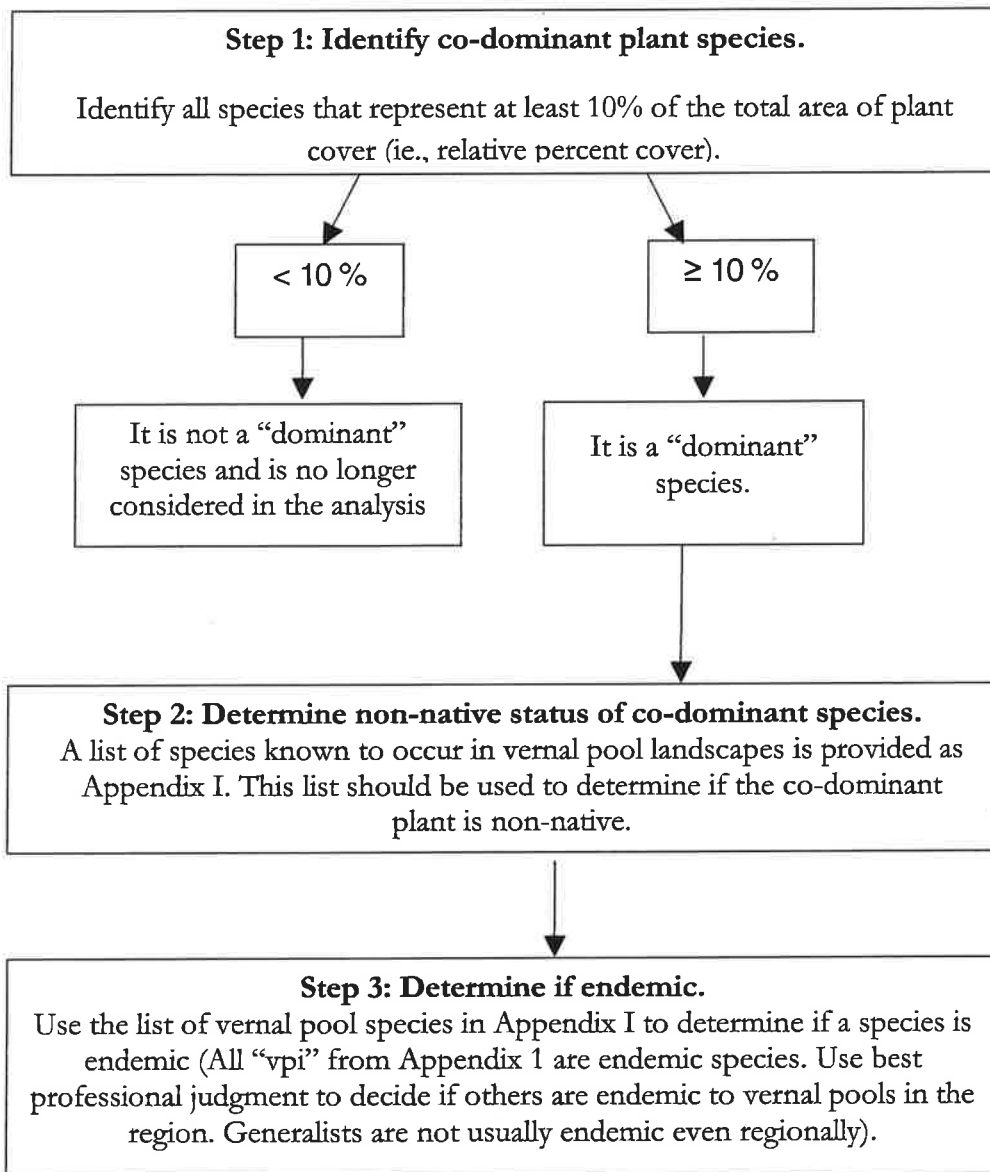 Step 1: Identify co-dominant plant species.
Identify all species that represent at least 10% of the total area of plant
cover (ie., relative percent cover).
< 10 %
≥ 10 %
It is not a “dominant”
species and is no longer
considered in the analysis
It is a “dominant”
species.
Step 2: Determine non-native status of co-dominant species.
A list of species known to occur in vernal pool landscapes is provided as
Appendix I. This list should be used to determine if the co-dominant
plant is non-native.
Step 3: Determine if endemic.
Use the list of vernal pool species in Appendix I to determine if a species is
endemic (All “vpi” from Appendix 1 are endemic species. Use best
professional judgment to decide if others are endemic to vernal pools in the
region. Generalists are not usually endemic even regionally).